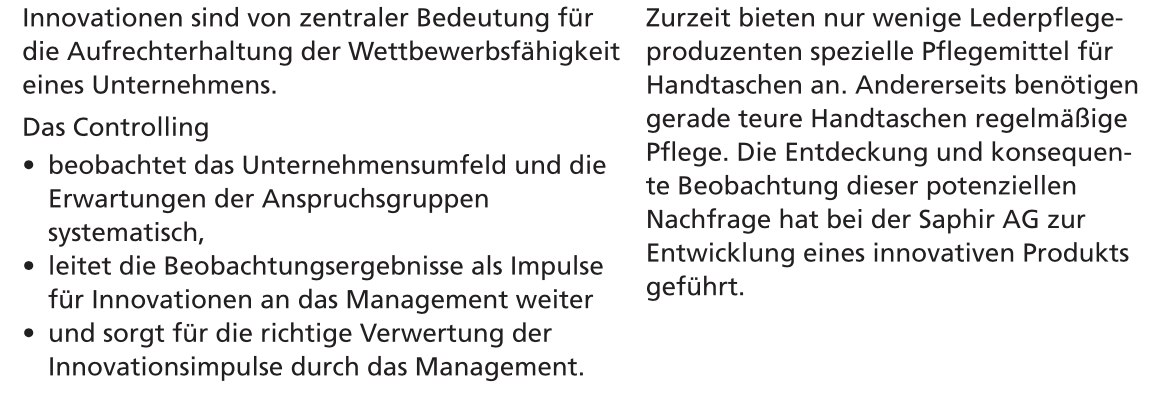 Innovationen sind von zentraler Bedeutung für
die Aufrechterhaltung der Wettbewerbsfähigkeit
eines Unternehmens.
Das Controlling
• beobachtet das Unternehmensumfeld und die
Erwartungen der Anspruchsgruppen
systematisch,
• leitet die Beobachtungsergebnisse als Impulse
für Innovationen an das Management weiter
• und sorgt für die richtige Verwertung der
Innovationsimpulse durch das Management.
Zurzeit bieten nur wenige Lederpflege-
produzenten spezielle Pflegemittel für
Handtaschen an. Andererseits benötigen
gerade teure Handtaschen regelmäßige
Pflege. Die Entdeckung und konsequen-
te Beobachtung dieser potenziellen
Nachfrage hat bei der Saphir AG zur
Entwicklung eines innovativen Produkts
geführt.